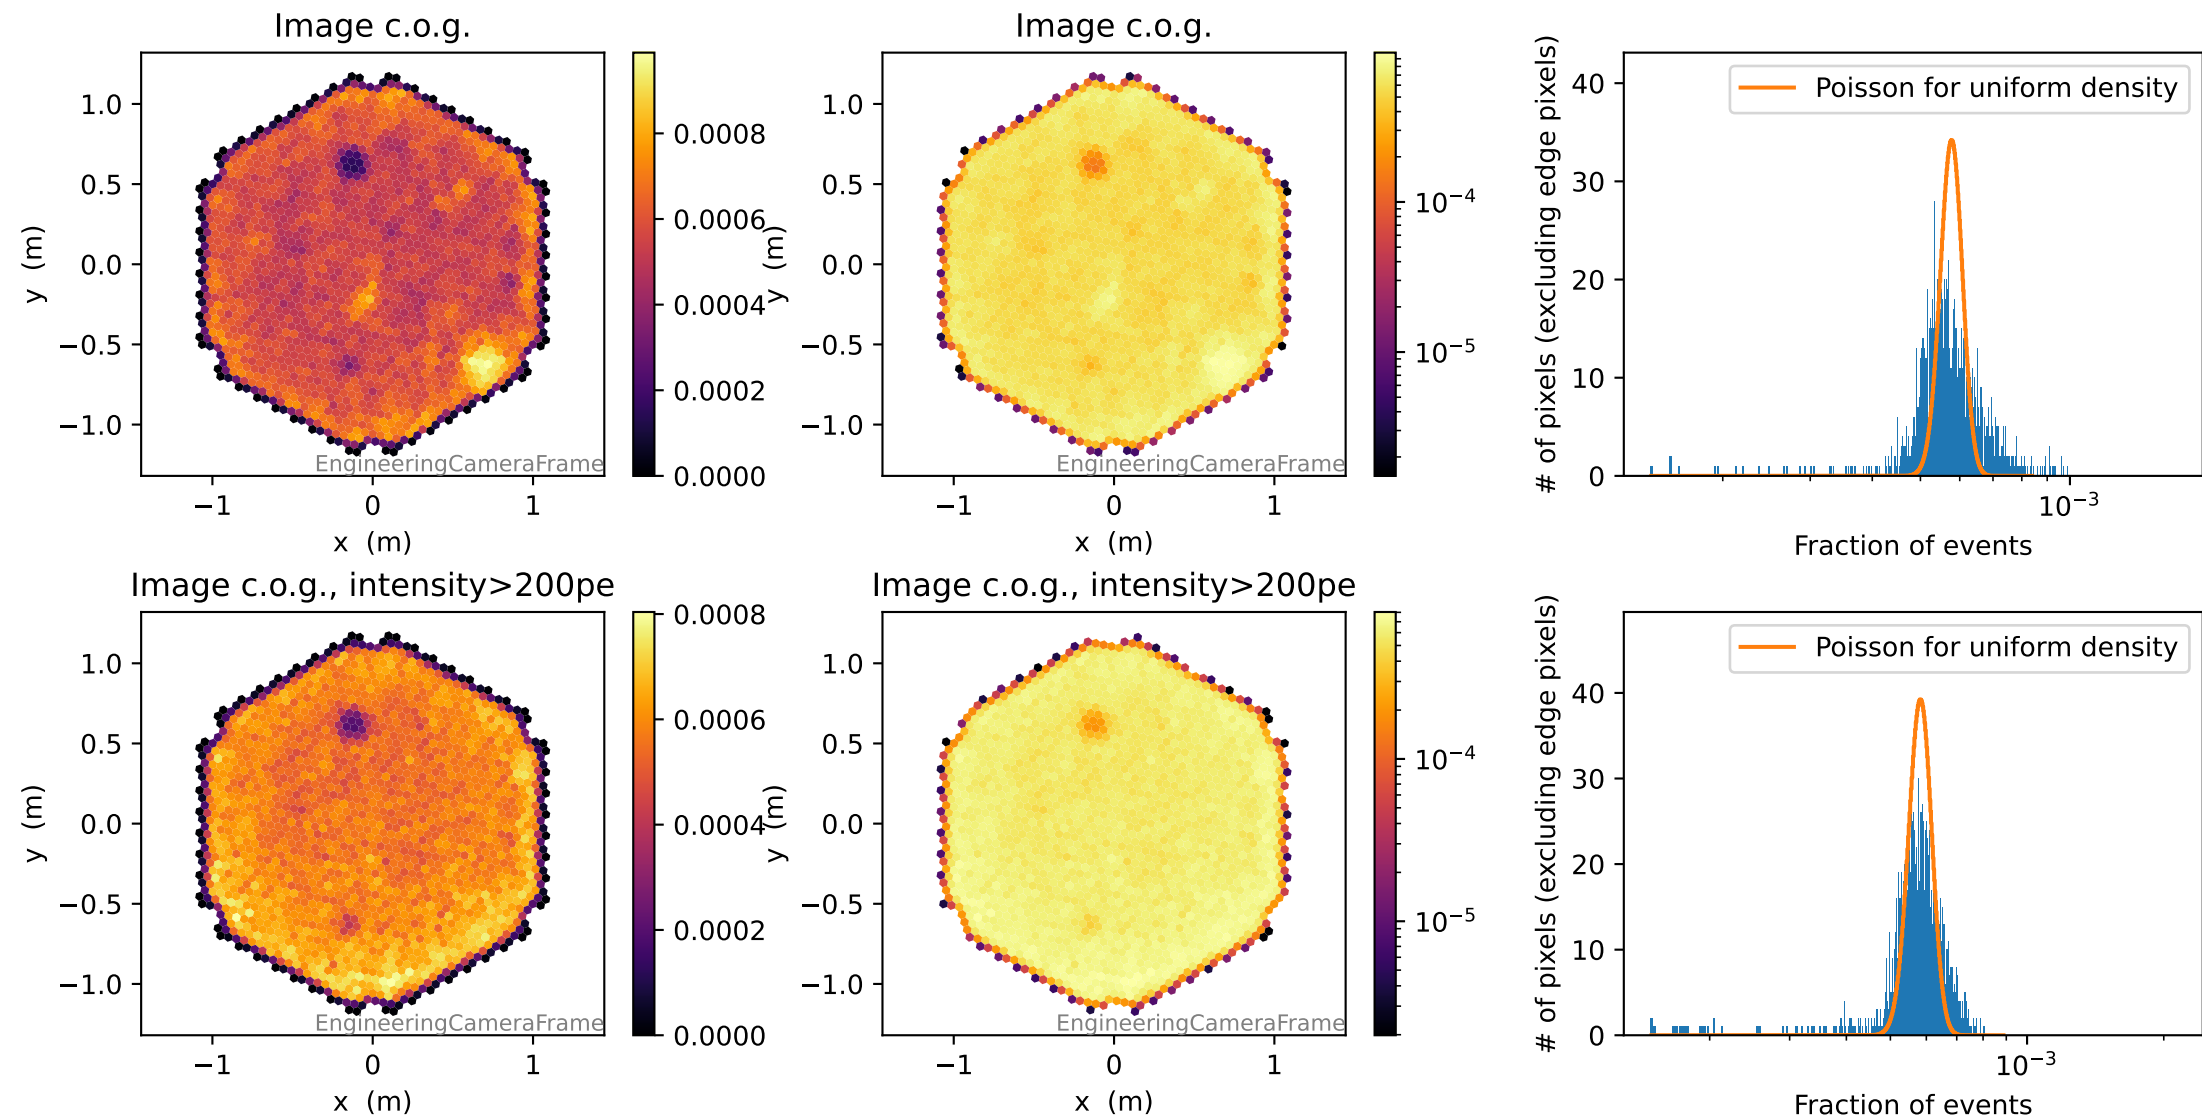 Image c.o.g.
1.0
0.5
0.0
−0.5
−1.0
y (m)
−1
0
1
x (m)
EngineeringCameraFrame
0.0008
0.0006
0.0004
0.0002
0.0000
Image c.o.g.
1.0
0.5
0.0
−0.5
−1.0
y (m)
−1
0
1
x (m)
EngineeringCameraFrame
10⁻⁴
10⁻⁵
# of pixels (excluding edge pixels)
40
30
20
10
0
Poisson for uniform density
10⁻³
Fraction of events
Image c.o.g., intensity>200pe
1.0
0.5
0.0
−0.5
−1.0
y (m)
−1
0
1
x (m)
EngineeringCameraFrame
0.0008
0.0006
0.0004
0.0002
0.0000
Image c.o.g., intensity>200pe
1.0
0.5
0.0
−0.5
−1.0
y (m)
−1
0
1
x (m)
EngineeringCameraFrame
10⁻⁴
10⁻⁵
# of pixels (excluding edge pixels)
40
30
20
10
0
Poisson for uniform density
10⁻³
Fraction of events